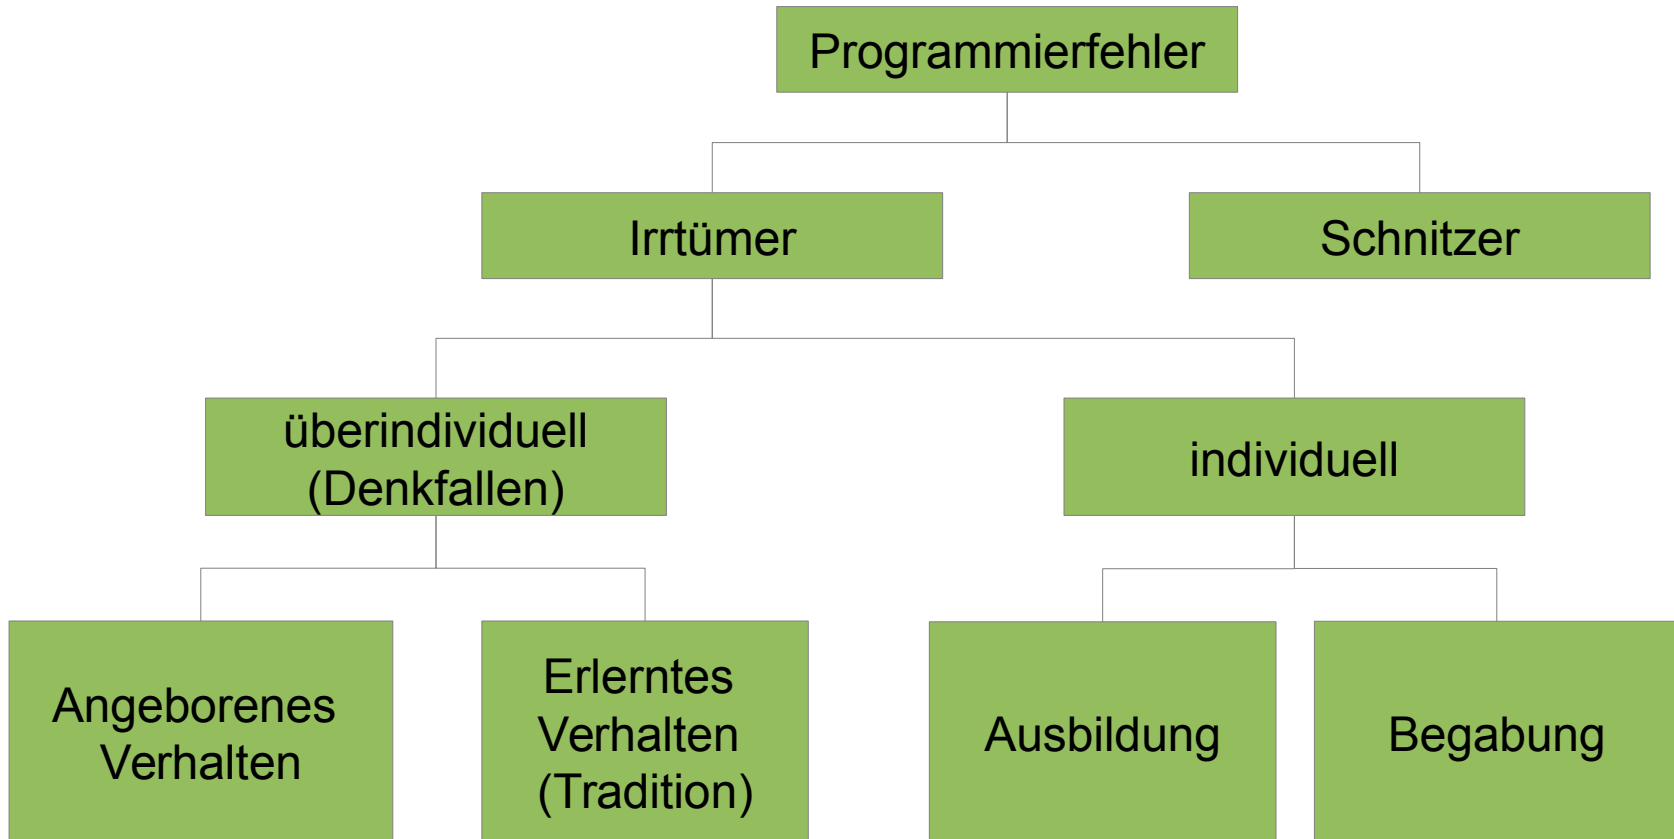 Programmierfehler
Irrtümer
Schnitzer
überindividuell
(Denkfallen)
individuell
Angeborenes
Verhalten
Erlerntes
Verhalten
(Tradition)
Ausbildung
Begabung